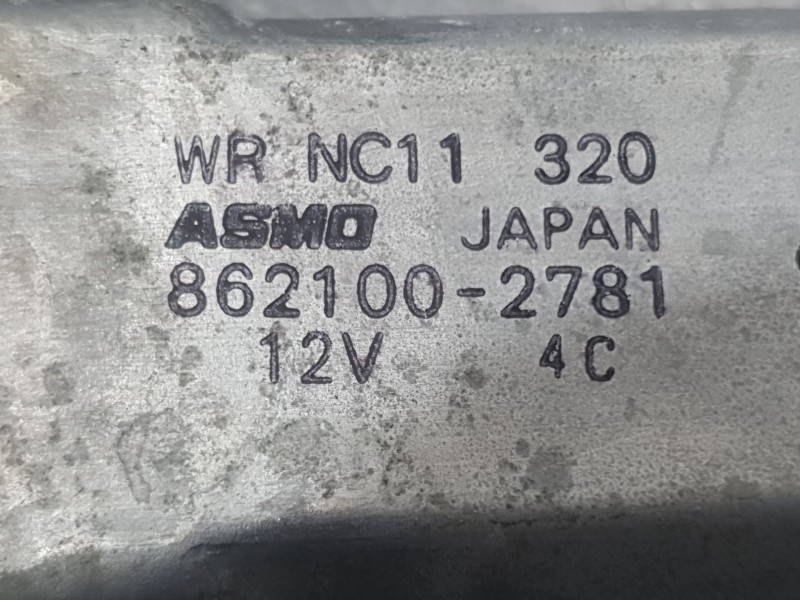 WR NC11 320
ASMO JAPAN
862100-2781
12V 4C